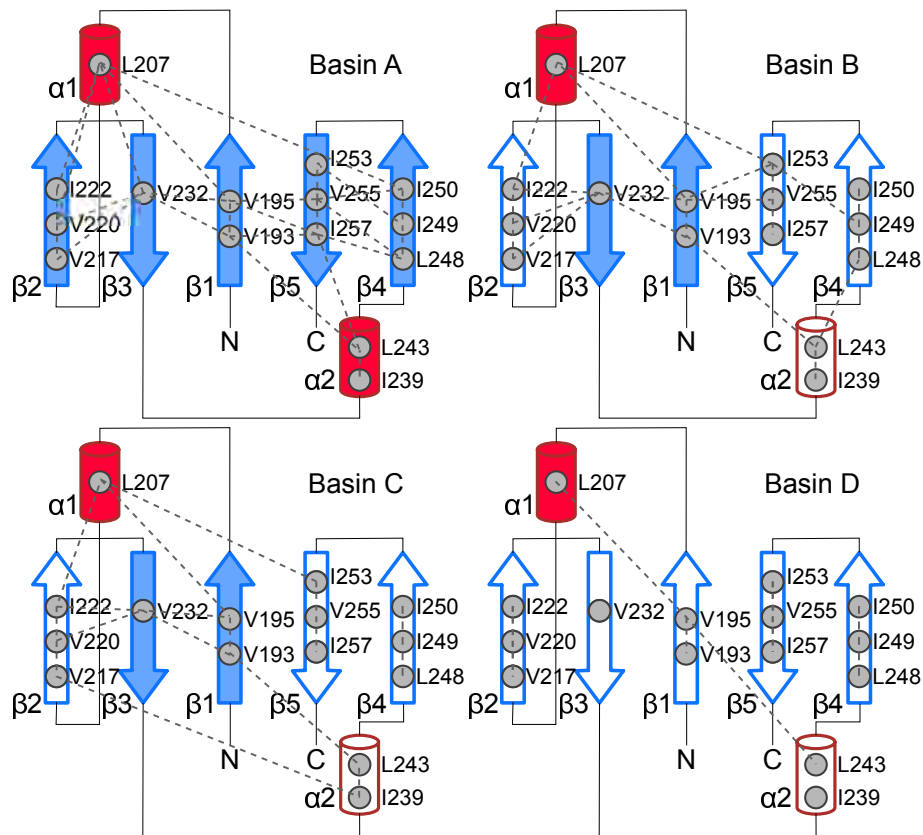 Basin A
L207
α1
I222
V220
V217
V232
V195
V193
I253
V255
I257
I250
I249
L248
β2
β3
β1
β5
β4
N
C
α2
L243
I239
Basin B
L207
α1
I222
V220
V217
V232
V195
V193
I253
V255
I257
I250
I249
L248
β2
β3
β1
β5
β4
N
C
α2
L243
I239
Basin C
L207
α1
I222
V220
V217
V232
V195
V193
I253
V255
I257
I250
I249
L248
β2
β3
β1
β5
β4
N
C
α2
L243
I239
Basin D
L207
α1
I222
V220
V217
V232
V195
V193
I253
V255
I257
I250
I249
L248
β2
β3
β1
β5
β4
N
C
α2
L243
I239